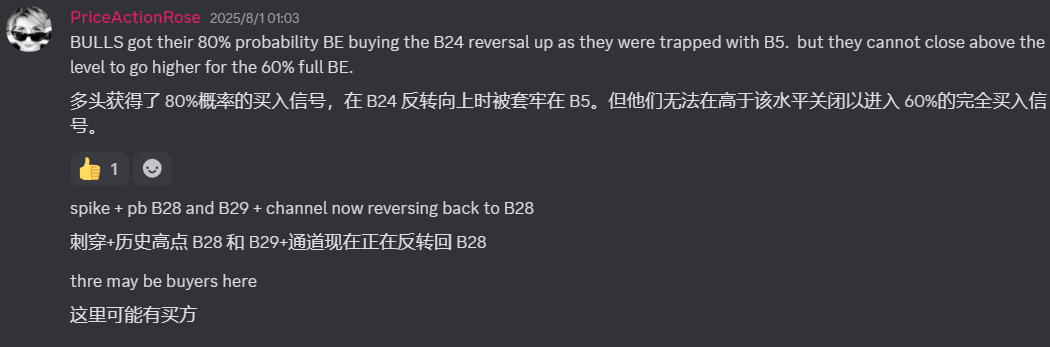 PriceActionRose 2025/8/1 01:03
BULLS got their 80% probability BE buying the B24 reversal up as they were trapped with B5.  but they cannot close above the
level to go higher for the 60% full BE.
多头获得了 80%概率的买入信号，在 B24 反转向上时被套牢在 B5。但他们无法在高于该水平关闭以进入 60%的完全买入信
号。
1
spike + pb B28 and B29 + channel now reversing back to B28
刺穿+历史高点 B28 和 B29+通道现在正在反转回 B28
thre may be buyers here
这里可能有买方